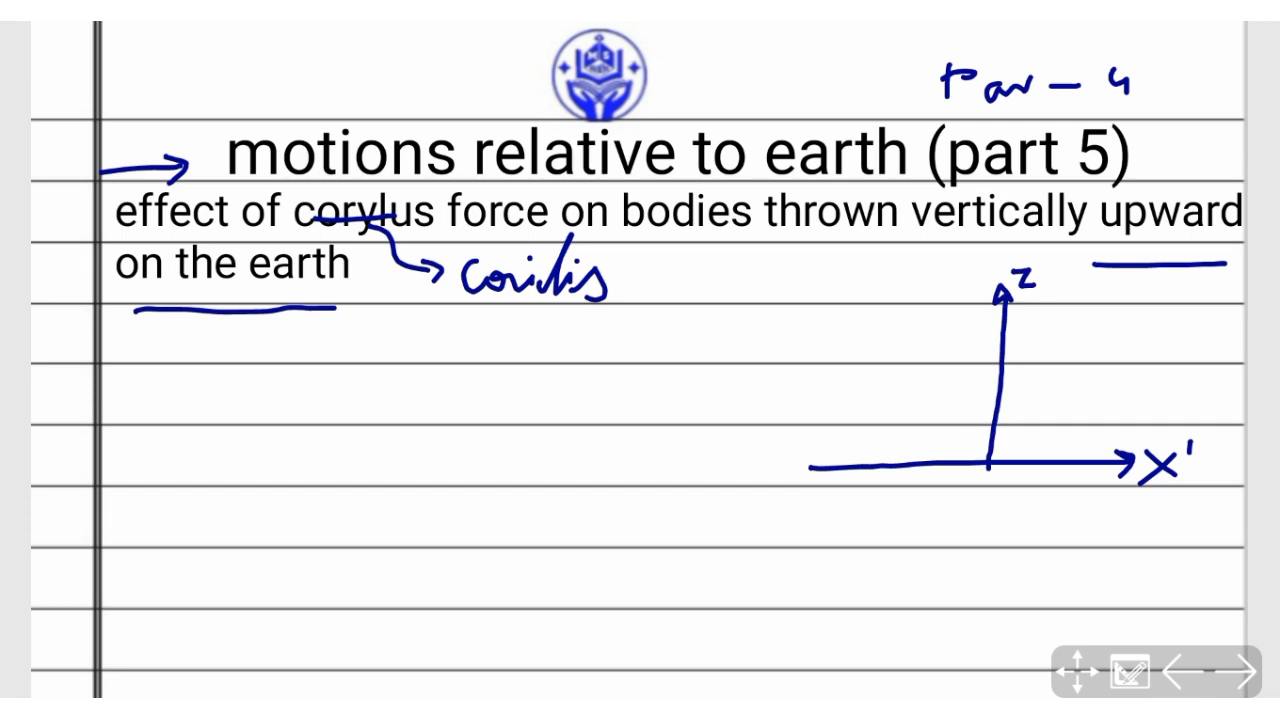 Par - 4
motions relative to earth (part 5)
effect of corylus force on bodies thrown vertically upward
on the earth
Coriolis
Z
X'